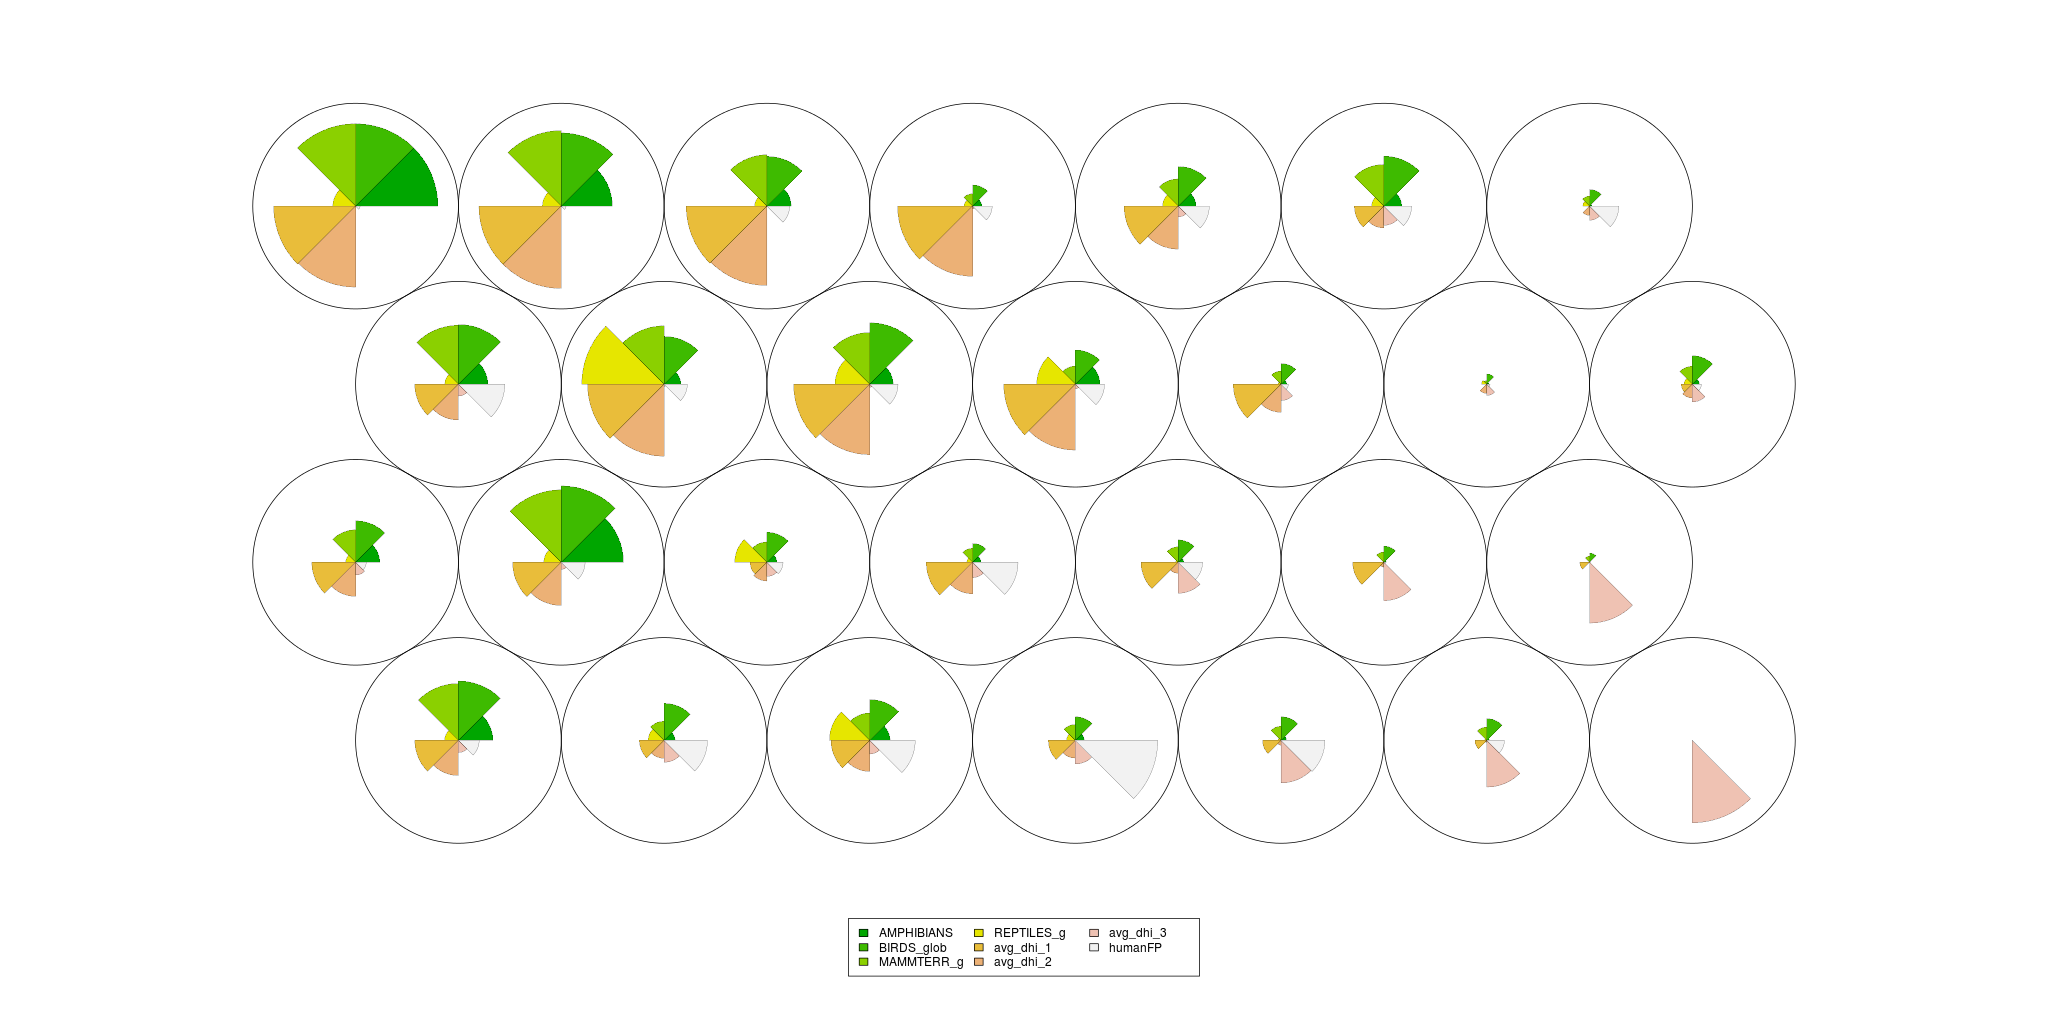 AMPHIBIANS REPTILES_g avg_dhi_3
BIRDS_glob avg_dhi_1 humanFP
MAMMTERR_g avg_dhi_2